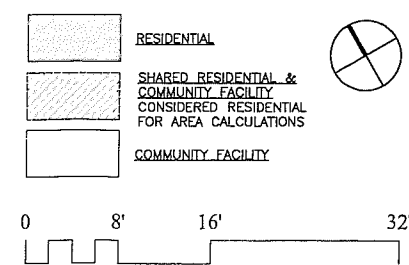 RESIDENTIAL
SHARED RESIDENTIAL &
COMMUNITY FACILITY
CONSIDERED RESIDENTIAL
FOR AREA CALCULATIONS
COMMUNITY FACILITY
0 8' 16' 32'